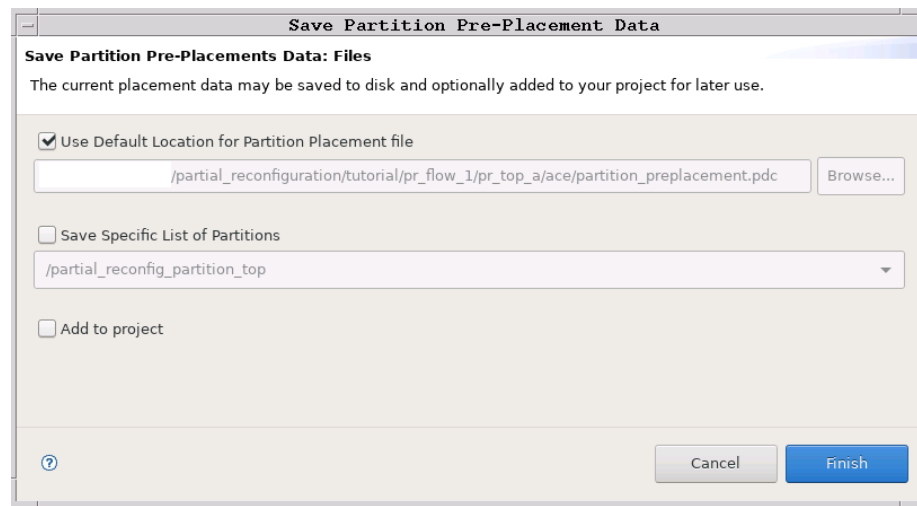 Save Partition Pre-Placement Data
Save Partition Pre-Placements Data: Files
The current placement data may be saved to disk and optionally added to your project for later use.
Use Default Location for Partition Placement file
/partial_reconfiguration/tutorial/pr_flow_1/pr_top_a/ace/partition_preplacement.pdc
Browse...
Save Specific List of Partitions
/partial_reconfig_partition_top
Add to project
?
Cancel
Finish